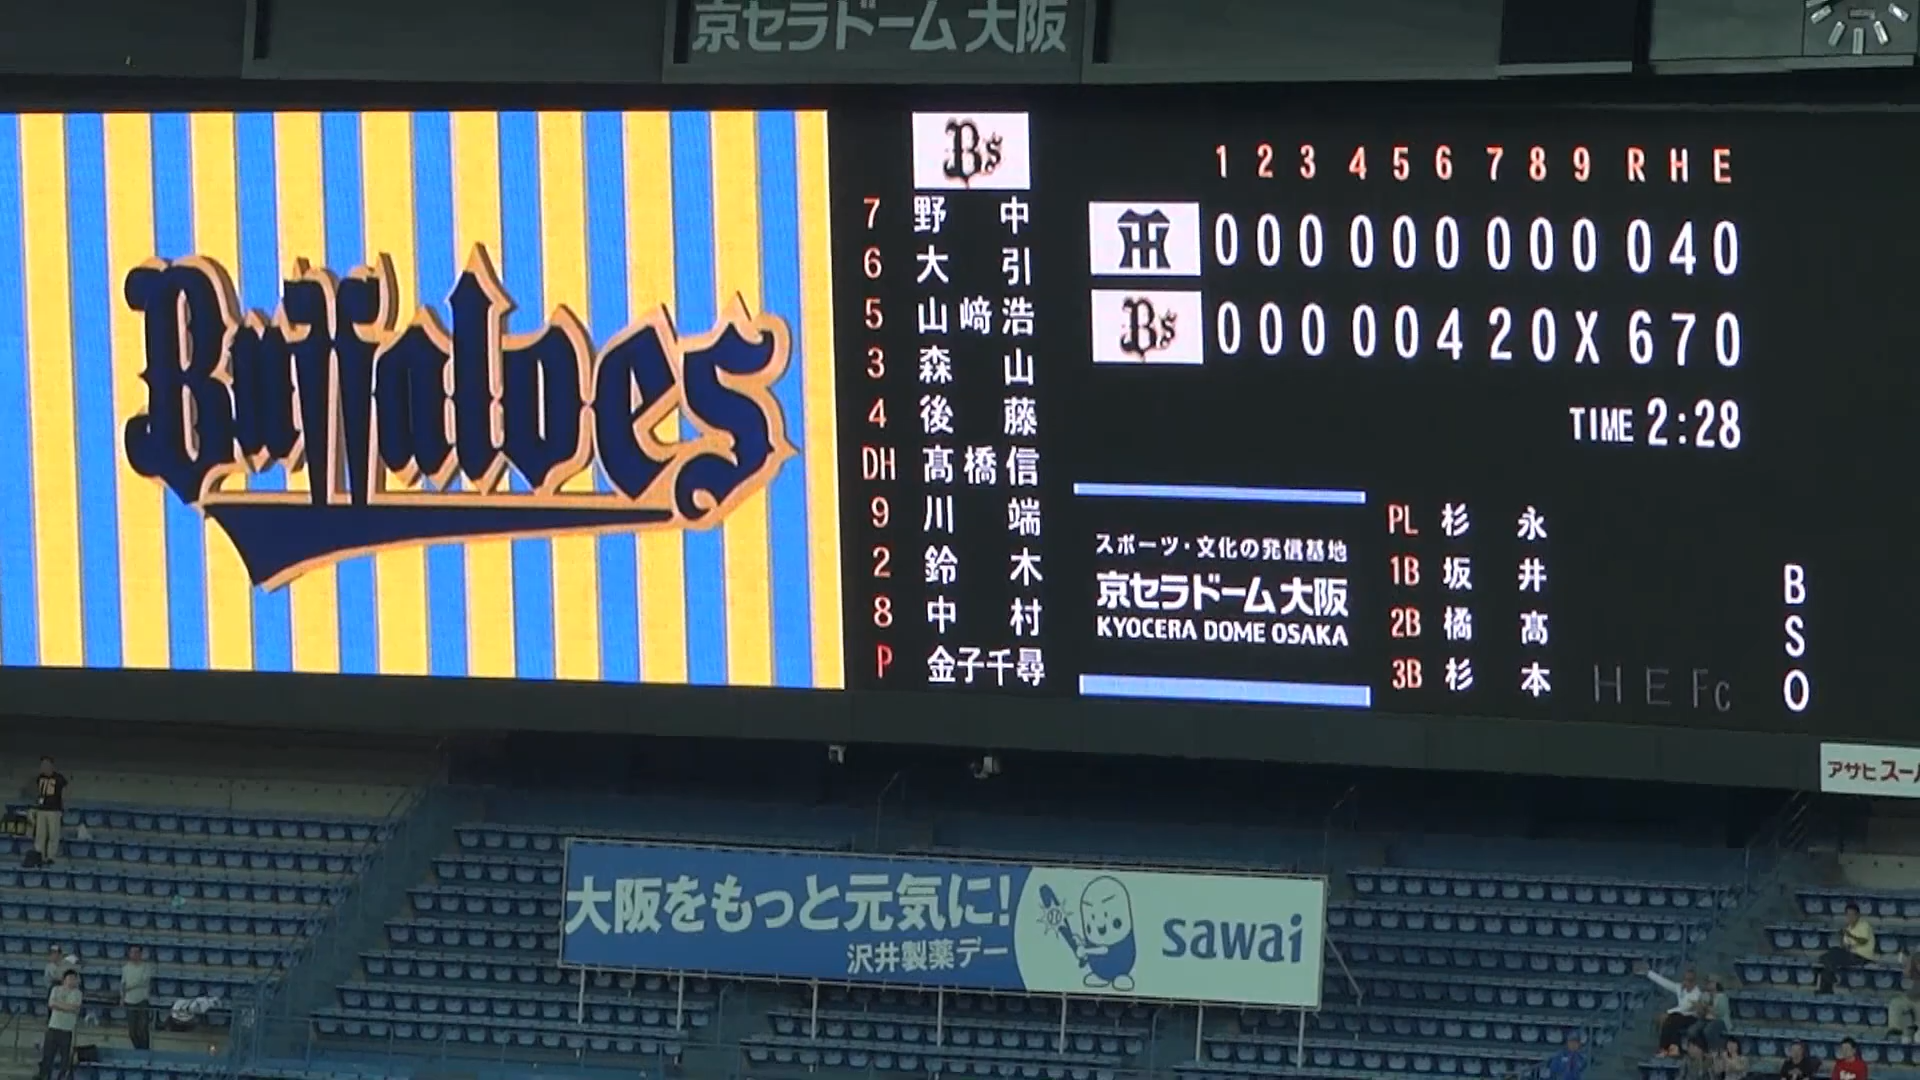 京セラドーム大阪
Buffaloes
Bs
7 野中
6 大引
5 山﨑浩
3 森山
4 後藤
DH 髙橋信
9 川端
2 鈴木
8 中村
P 金子千尋
1 2 3 4 5 6 7 8 9 R H E
TH 0 0 0 0 0 0 0 0 0 0 4 0
Bs 0 0 0 0 0 4 2 0 X 6 7 0
TIME 2:28
スポーツ・文化の発信基地
京セラドーム大阪
KYOCERA DOME OSAKA
PL 杉永
1B 坂井
2B 橘髙
3B 杉本
H E Fc
B
S
O
アサヒスー
大阪をもっと元気に!
沢井製薬デー
sawai